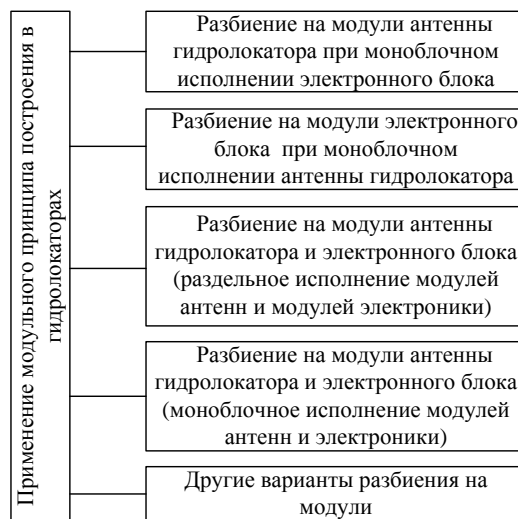 Применение модульного принципа построения в
гидролокаторах
Разбиение на модули антенны
гидролокатора при моноблочном
исполнении электронного блока
Разбиение на модули электронного
блока при моноблочном
исполнении антенны гидролокатора
Разбиение на модули антенны
гидролокатора и электронного блока
(раздельное исполнение модулей
антенн и модулей электроники)
Разбиение на модули антенны
гидролокатора и электронного блока
(моноблочное исполнение модулей
антенн и электроники)
Другие варианты разбиения на
модули